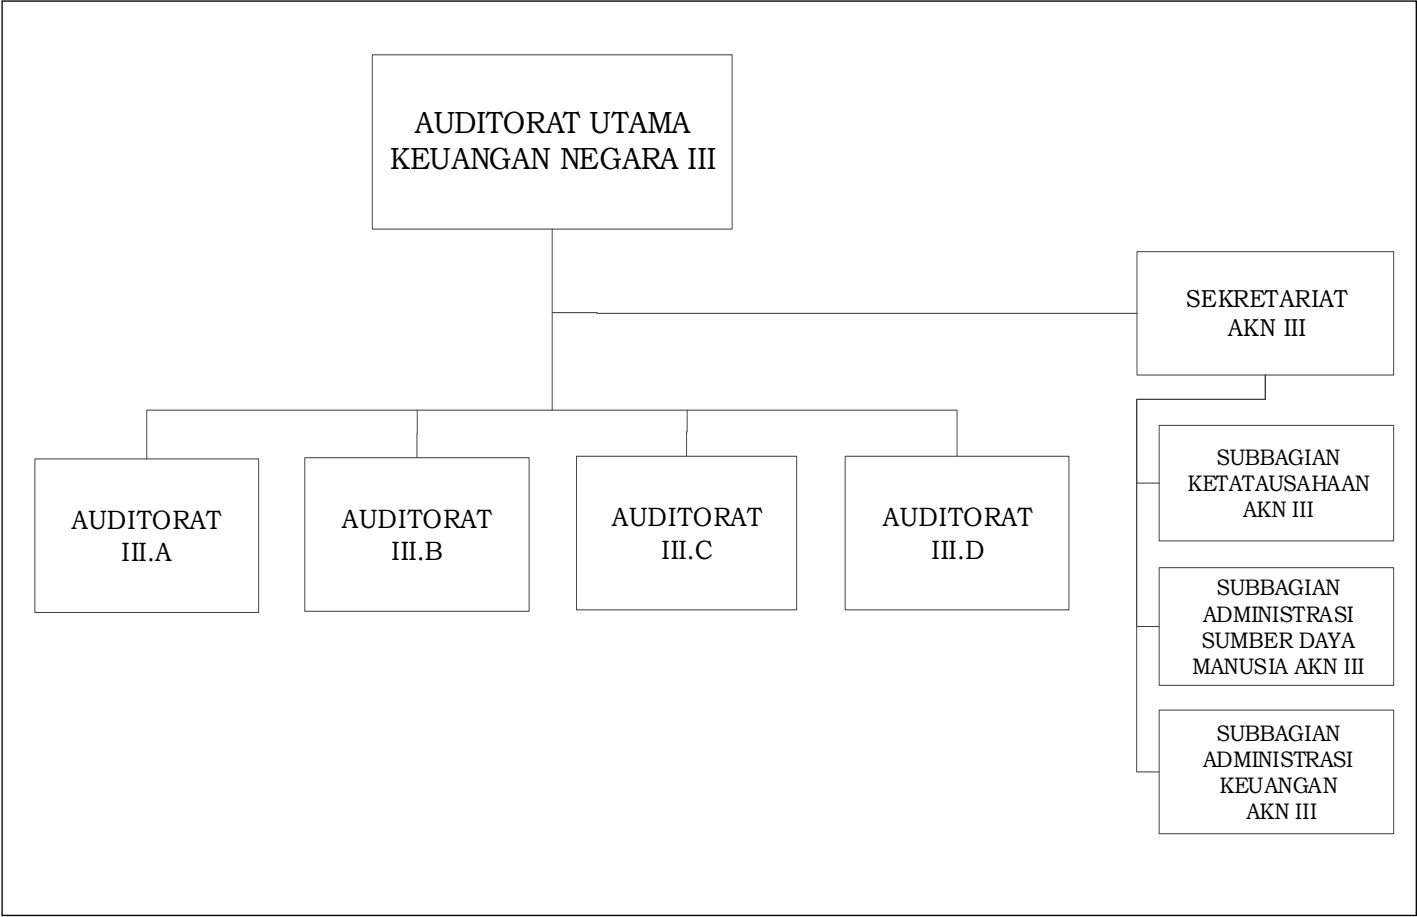 AUDITORAT UTAMA
KEUANGAN NEGARA III
SEKRETARIAT
AKN III
AUDITORAT
III.A
AUDITORAT
III.B
AUDITORAT
III.C
AUDITORAT
III.D
SUBBAGIAN
KETATAUSAHAAN
AKN III
SUBBAGIAN
ADMINISTRASI
SUMBER DAYA
MANUSIA AKN III
SUBBAGIAN
ADMINISTRASI
KEUANGAN
AKN III